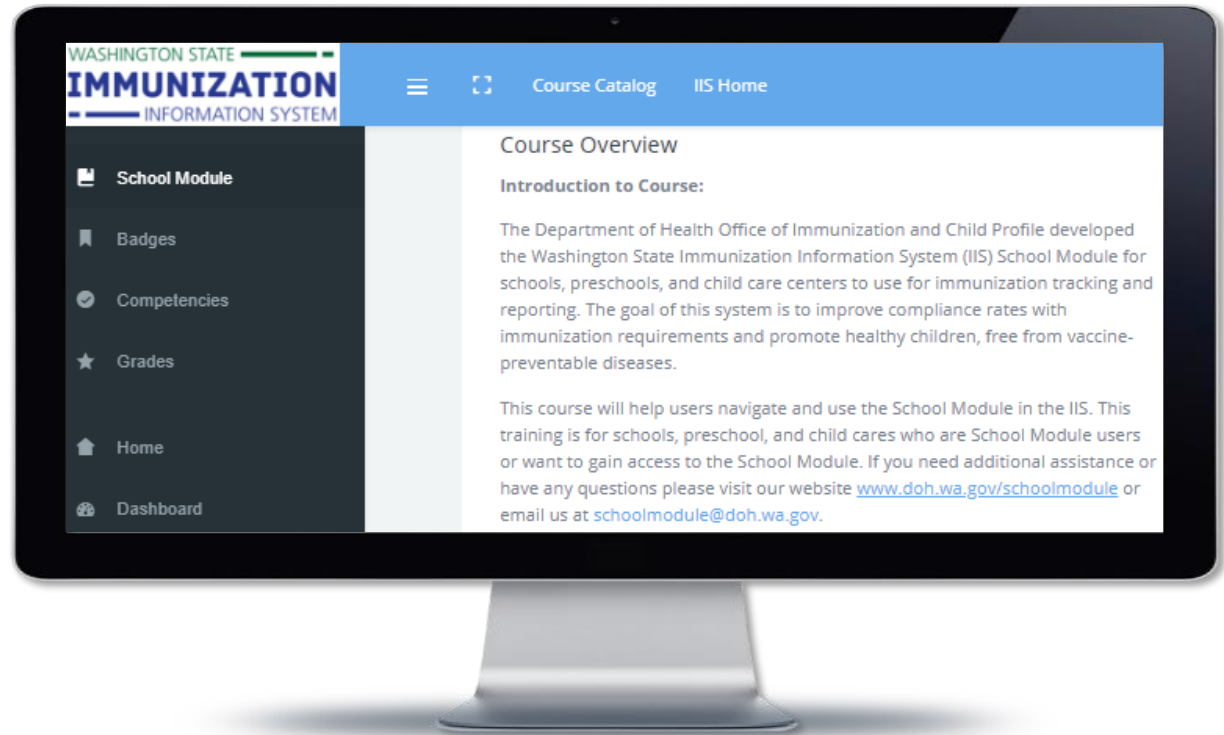 WASHINGTON STATE
IMMUNIZATION
INFORMATION SYSTEM
Course Catalog IIS Home
School Module
Badges
Competencies
Grades
Home
Dashboard
Course Overview
Introduction to Course:
The Department of Health Office of Immunization and Child Profile developed
the Washington State Immunization Information System (IIS) School Module for
schools, preschools, and child care centers to use for immunization tracking and
reporting. The goal of this system is to improve compliance rates with
immunization requirements and promote healthy children, free from vaccine-
preventable diseases.
This course will help users navigate and use the School Module in the IIS. This
training is for schools, preschool, and child cares who are School Module users
or want to gain access to the School Module. If you need additional assistance or
have any questions please visit our website www.doh.wa.gov/schoolmodule or
email us at schoolmodule@doh.wa.gov.